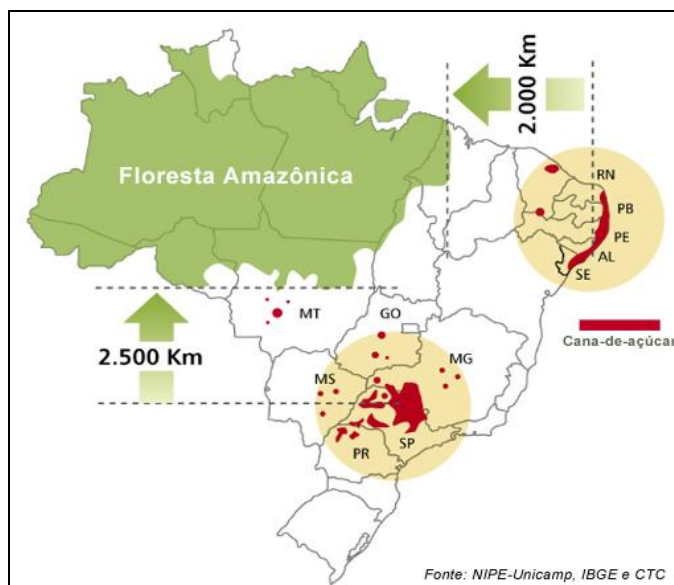 2.000 Km
Floresta Amazônica
RN
PB
PE
AL
SE
MT
GO
Cana-de-açúcar
2.500 Km
MG
MS
SP
PR
Fonte: NIPE-Unicamp, IBGE e CTC